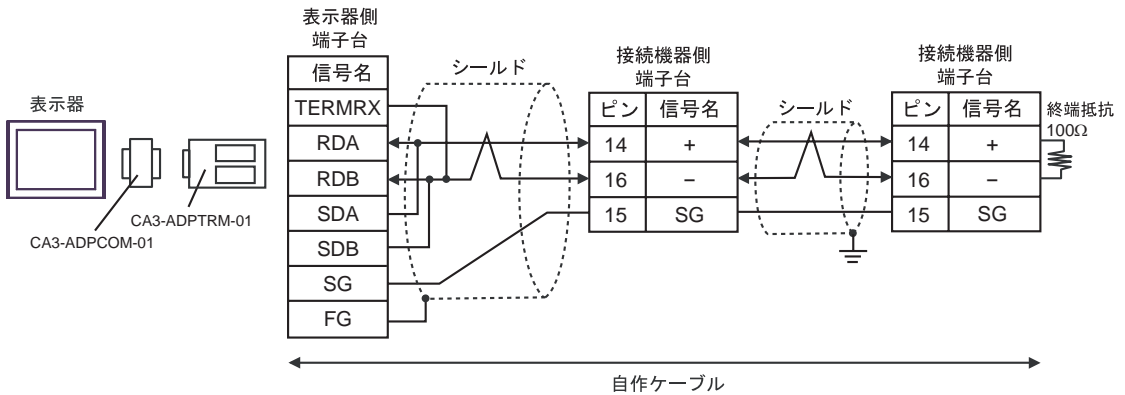 表示器
CA3-ADPCOM-01
CA3-ADPTRM-01
表示器側
端子台
信号名
TERMRX
RDA
RDB
SDA
SDB
SG
FG
シールド
接続機器側
端子台
ピン 信号名
14 +
16 −
15 SG
シールド
接続機器側
端子台
ピン 信号名
14 +
16 −
15 SG
終端抵抗
100Ω
自作ケーブル